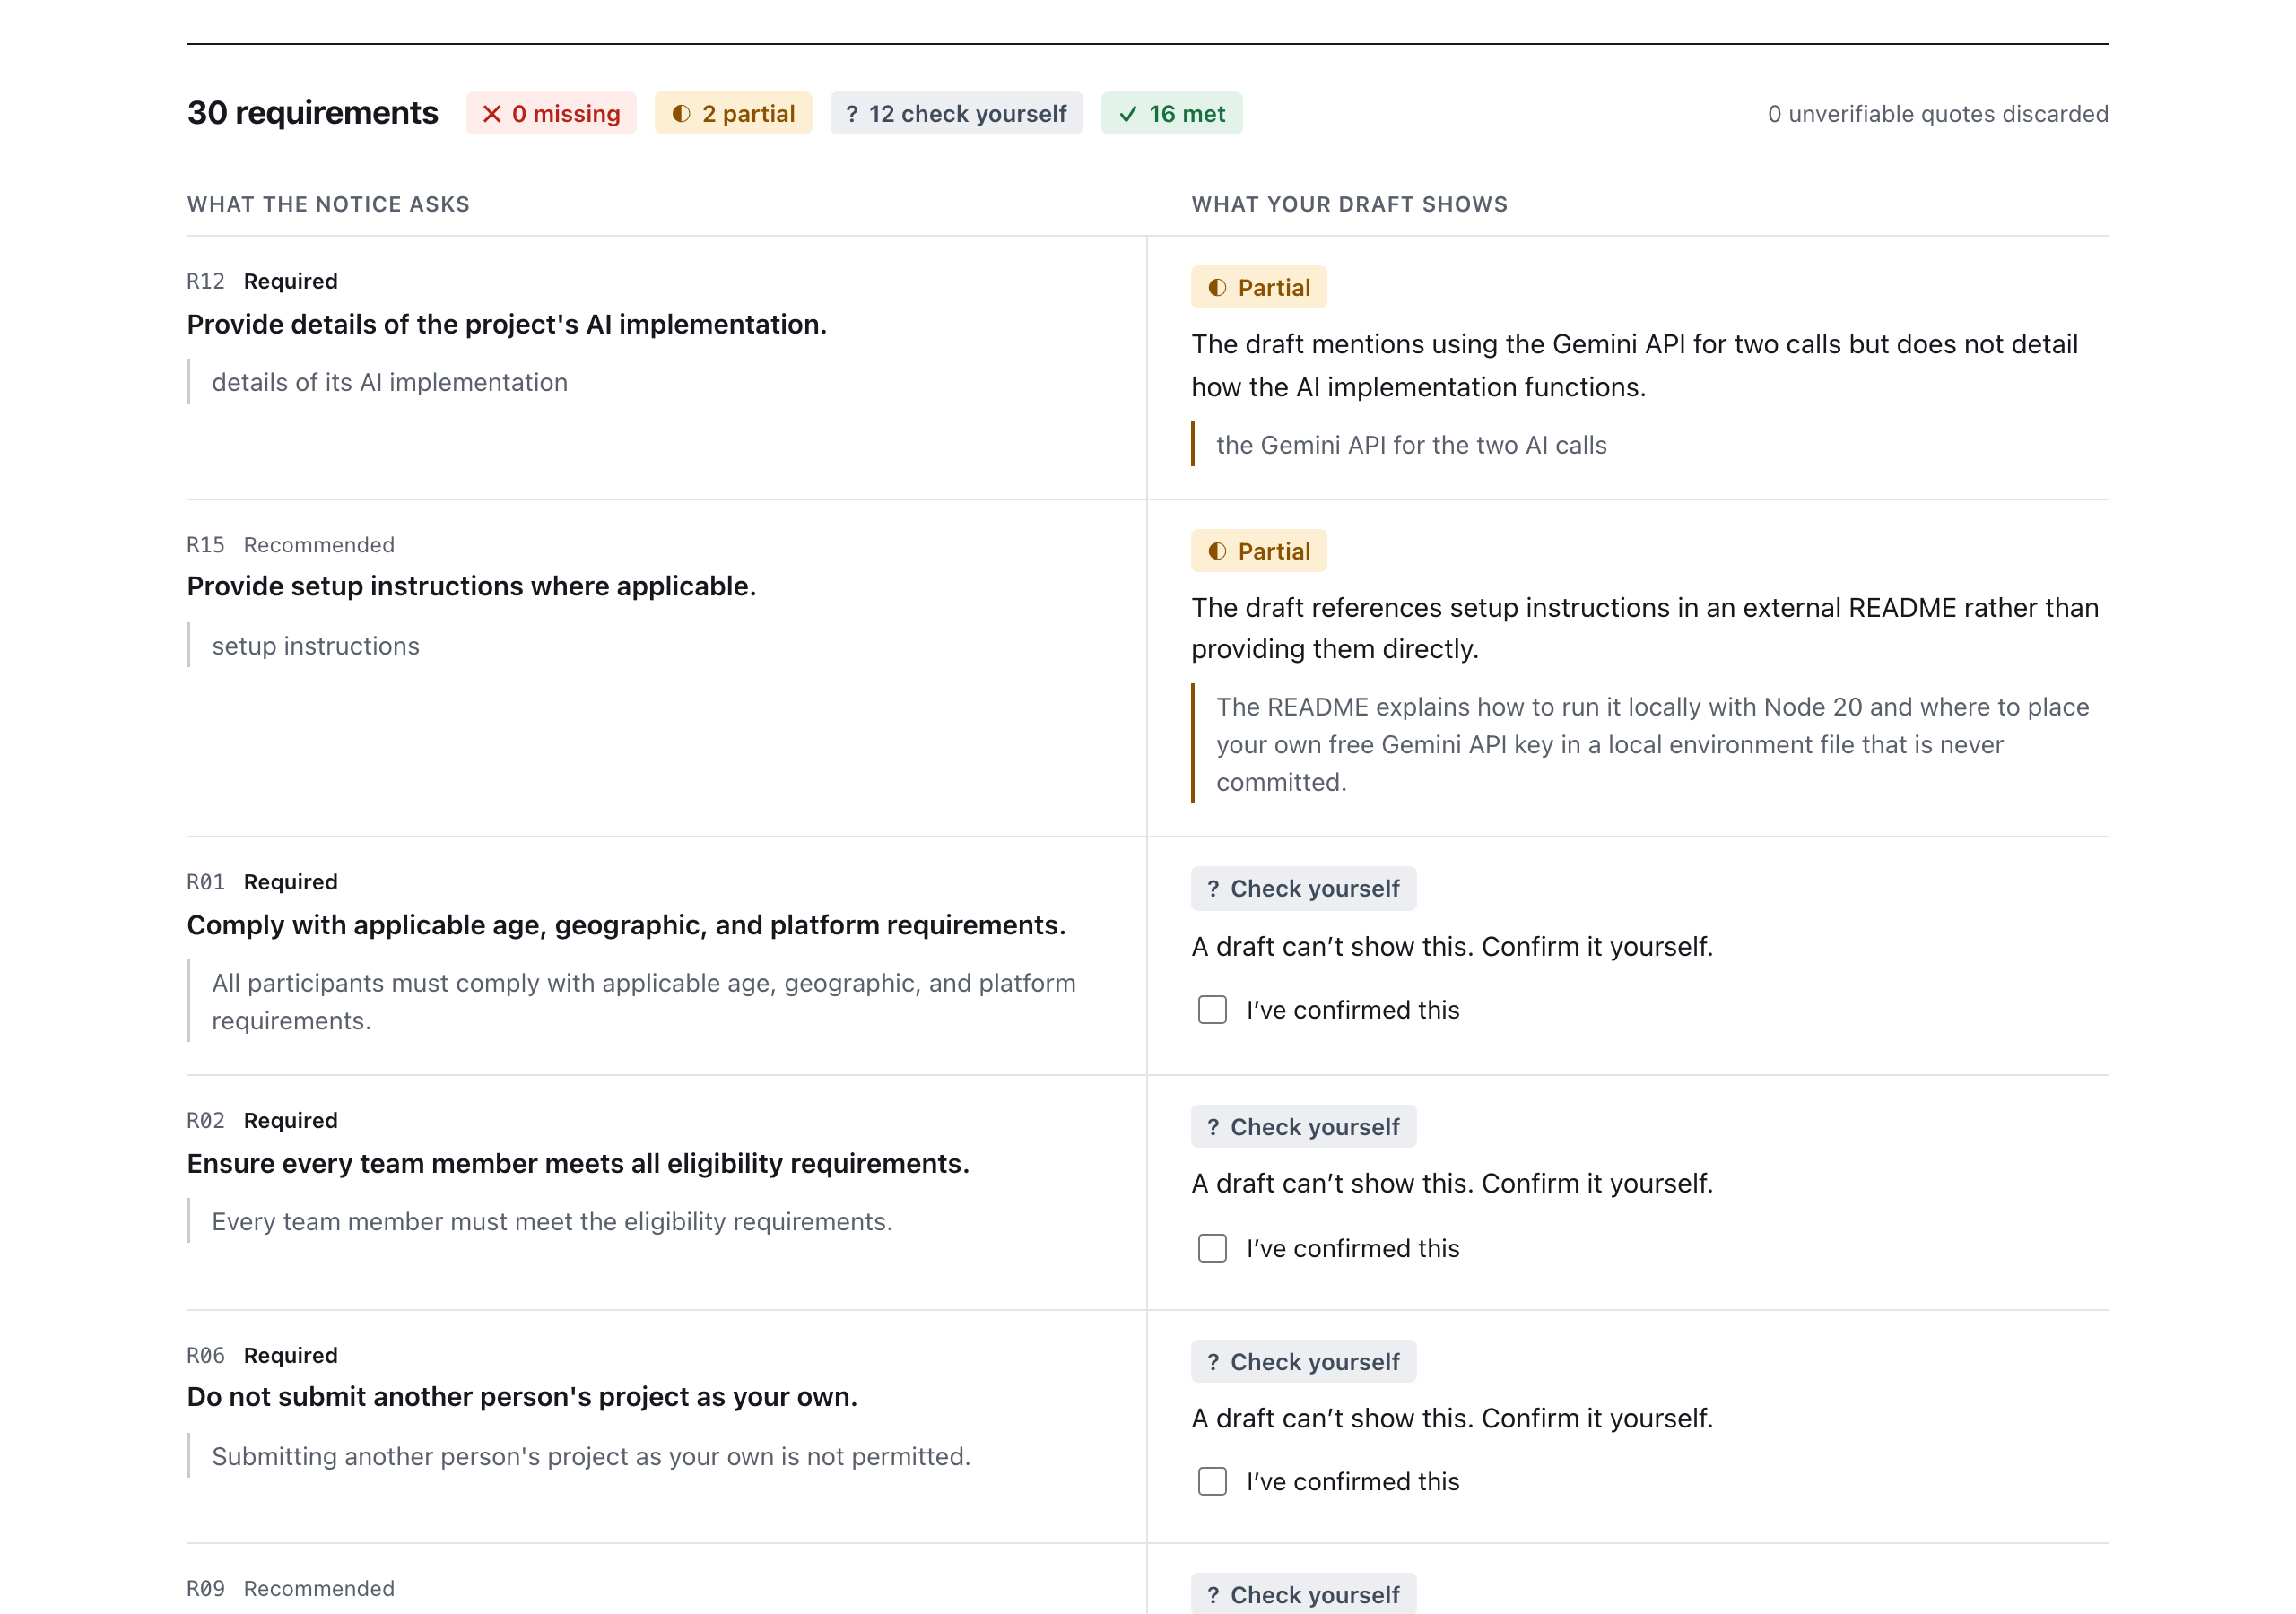 30 requirements
✕ 0 missing
◐ 2 partial
? 12 check yourself
✓ 16 met
0 unverifiable quotes discarded
WHAT THE NOTICE ASKS
WHAT YOUR DRAFT SHOWS
R12 Required
Provide details of the project's AI implementation.
details of its AI implementation
◐ Partial
The draft mentions using the Gemini API for two calls but does not detail
how the AI implementation functions.
the Gemini API for the two AI calls
R15 Recommended
Provide setup instructions where applicable.
setup instructions
◐ Partial
The draft references setup instructions in an external README rather than
providing them directly.
The README explains how to run it locally with Node 20 and where to place
your own free Gemini API key in a local environment file that is never
committed.
R01 Required
Comply with applicable age, geographic, and platform requirements.
All participants must comply with applicable age, geographic, and platform
requirements.
? Check yourself
A draft can’t show this. Confirm it yourself.
I’ve confirmed this
R02 Required
Ensure every team member meets all eligibility requirements.
Every team member must meet the eligibility requirements.
? Check yourself
A draft can’t show this. Confirm it yourself.
I’ve confirmed this
R06 Required
Do not submit another person's project as your own.
Submitting another person's project as your own is not permitted.
? Check yourself
A draft can’t show this. Confirm it yourself.
I’ve confirmed this
R09 Recommended
? Check yourself